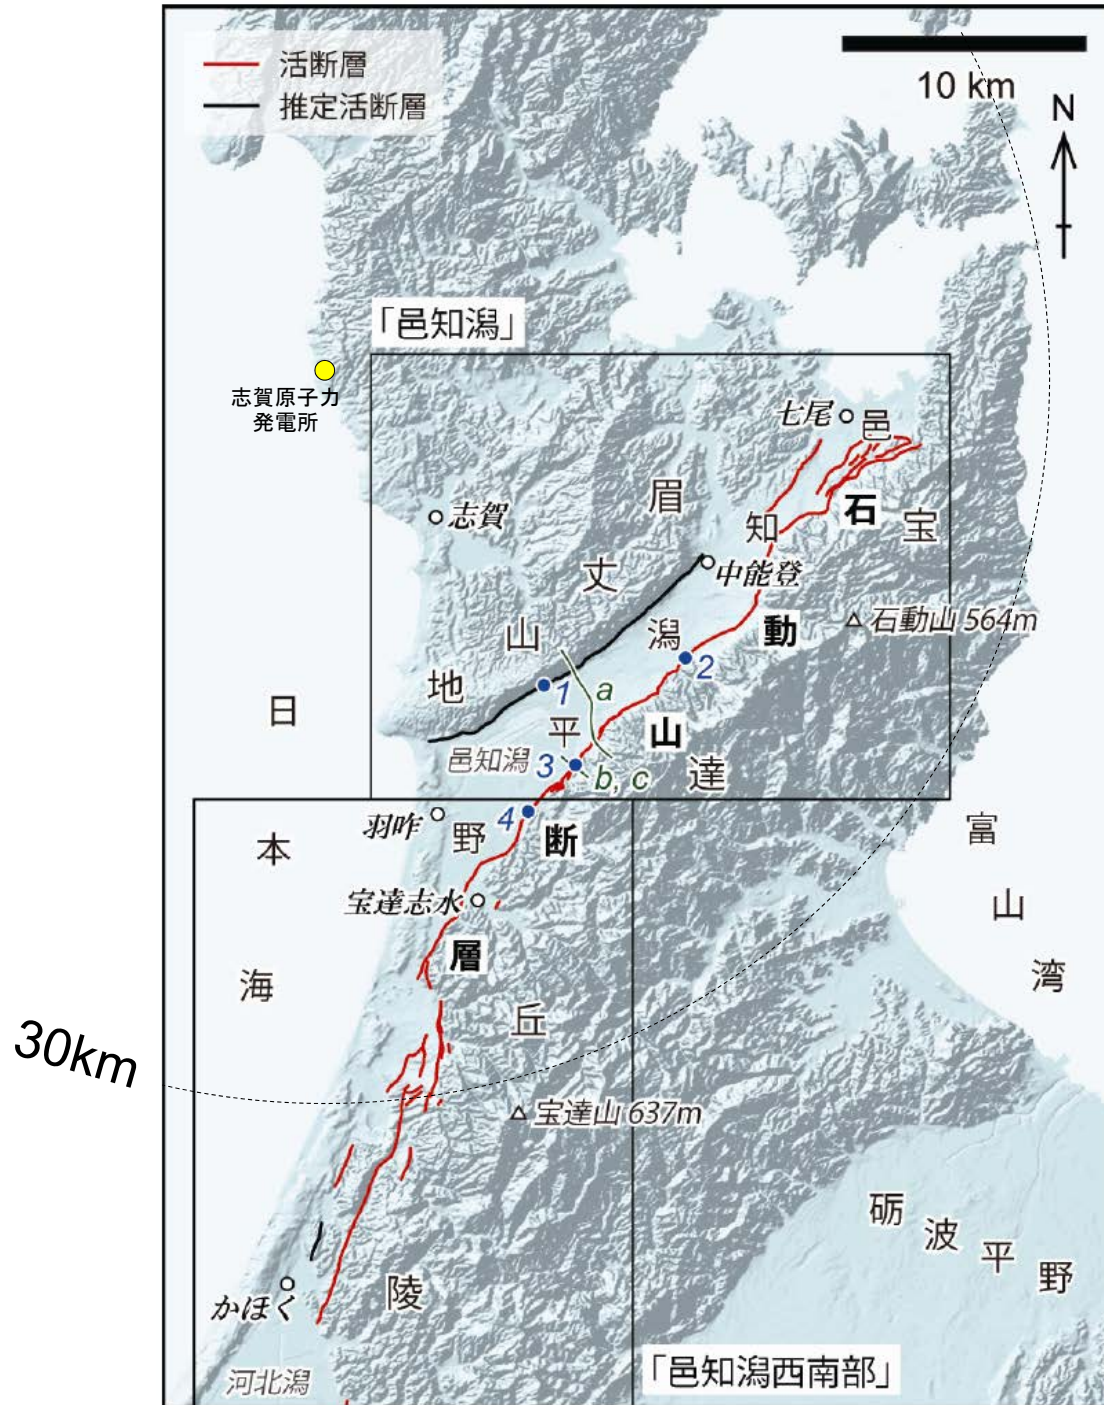 活断層
推定活断層
10 km
N
「邑知潟」
志賀原子力
発電所
七尾
邑
石
宝
志賀
眉
知
丈
中能登
山
潟
動
石動山 564m
地
1
2
a
日
平
山
邑知潟
3
b, c
達
4
羽咋
野
断
本
富
宝達志水
山
層
海
湾
丘
30km
宝達山 637m
砺
波
平
野
かほく
陵
河北潟
「邑知潟西南部」